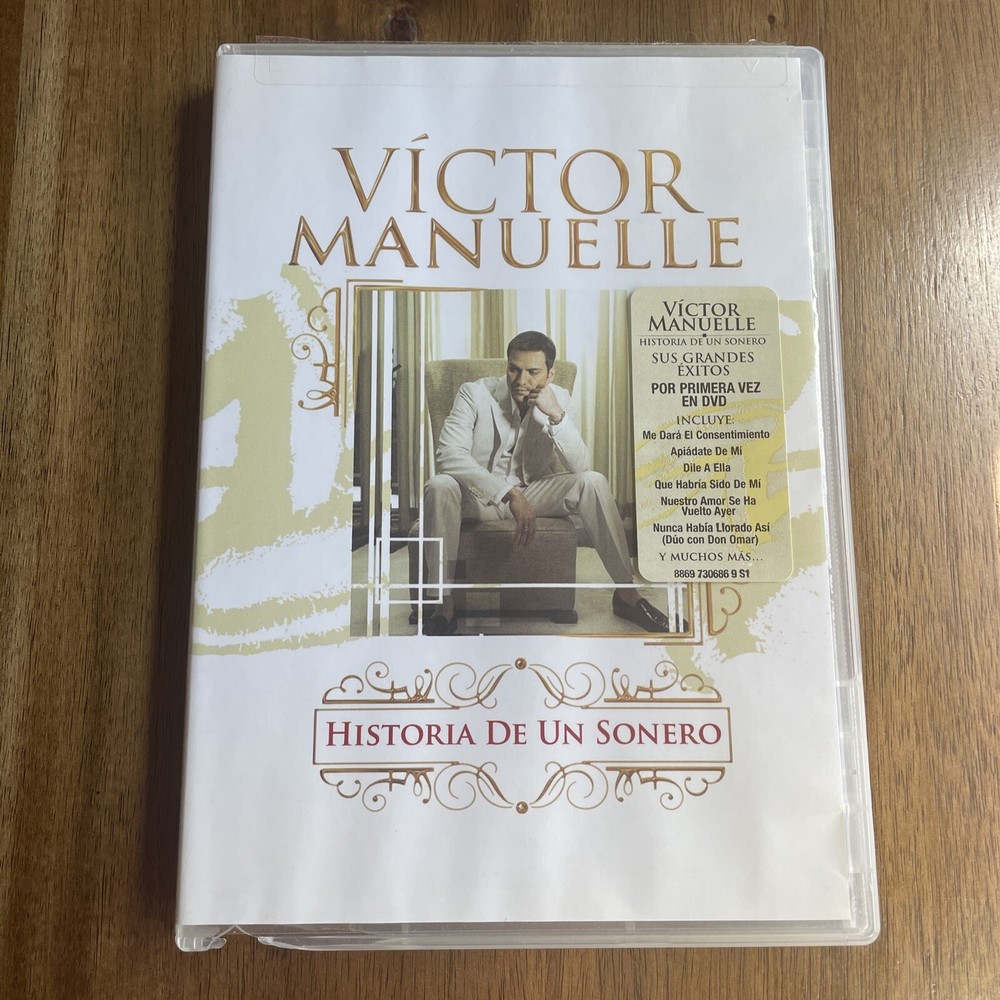 VÍCTOR
MANUELLE
VÍCTOR
MANUELLE
HISTORIA DE UN SONERO
SUS GRANDES
ÉXITOS
POR PRIMERA VEZ
EN DVD
INCLUYE:
Me Dará El Consentimiento
Apiádate De Mi
Dile A Ella
Que Habría Sido De Mí
Nuestro Amor Se Ha
Vuelto Ayer
Nunca Había Llorado Así
(Dúo con Don Omar)
Y MUCHOS MÁS...
8869 730686 9 S1
HISTORIA DE UN SONERO